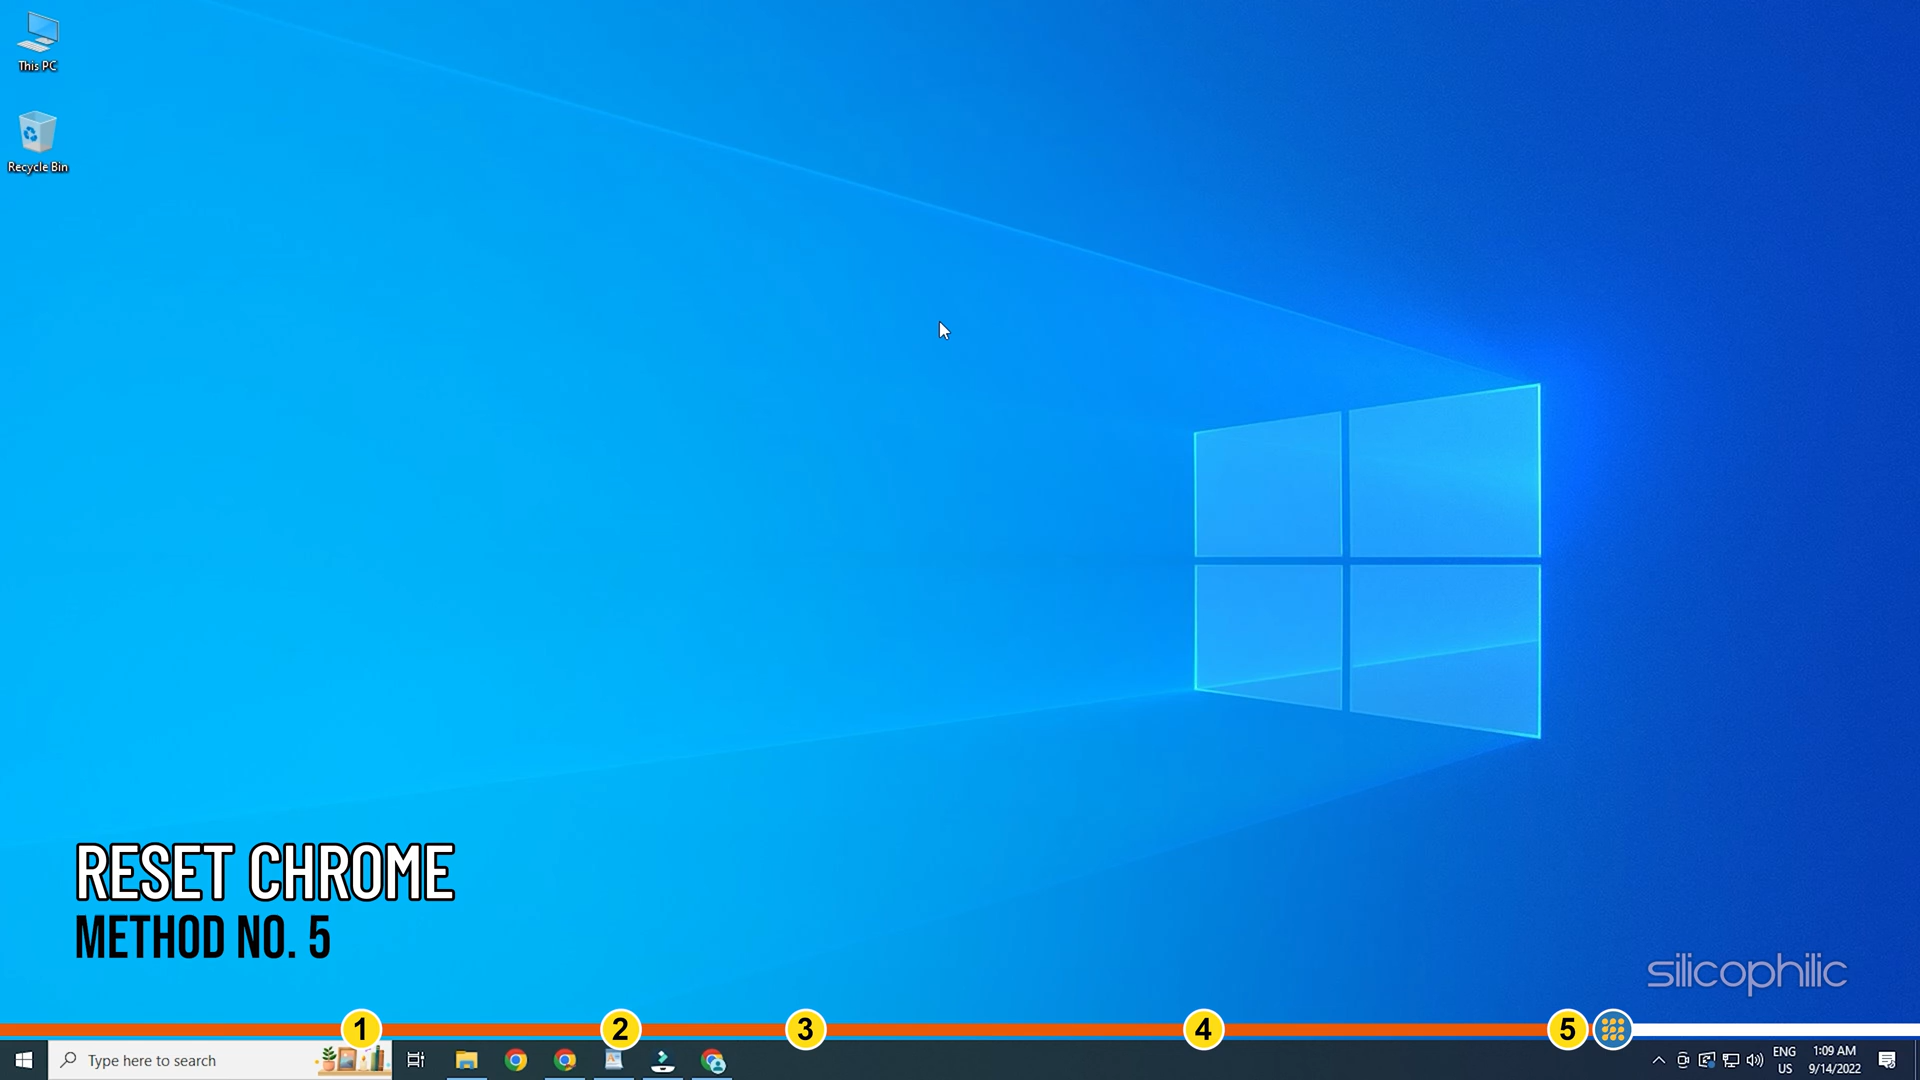 This PC
Recycle Bin
RESET CHROME
METHOD NO. 5
silicophilic
1 2 3 4 5
Type here to search
ENG
US
1:09 AM
9/14/2022